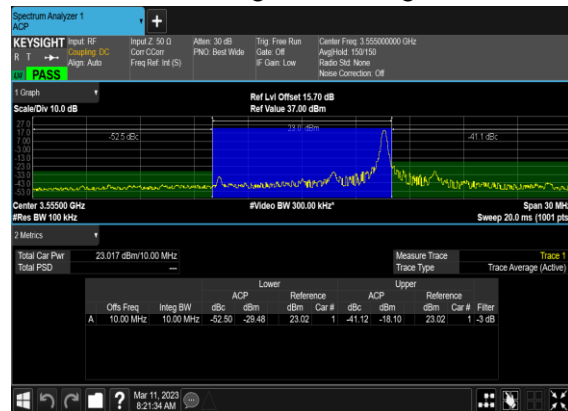 Spectrum Analyzer 1
ACP
KEYSIGHT
R T
PASS
Input: RF
Coupling: DC
Align: Auto
Input Z: 50 Ω
Corr CCorr
Freq Ref: Int (S)
Atten: 30 dB
PNO: Best Wide
Trig: Free Run
Gate: Off
IF Gain: Low
Center Freq: 3.555000000 GHz
Avg|Hold: 150/150
Radio Std: None
Noise Correction: Off
1 Graph
Scale/Div 10.0 dB
Ref Lvl Offset 15.70 dB
Ref Value 37.00 dBm
27.0
17.0
7.00
-3.00
-13.0
-23.0
-33.0
-43.0
-53.0
-52.5 dBc
23.0 dBm
-41.1 dBc
Center 3.55500 GHz
#Video BW 300.00 kHz*
Span 30 MHz
#Res BW 100 kHz
Sweep 20.0 ms (1001 pts
2 Metrics
Total Car Pwr 23.017 dBm/10.00 MHz
Total PSD ---
Measure Trace Trace 1
Trace Type Trace Average (Active)
Lower Upper
ACP Reference ACP Reference
Offs Freq Integ BW dBc dBm dBm Car # dBc dBm dBm Car # Filter
A 10.00 MHz 10.00 MHz -52.50 -29.48 23.02 1 -41.12 -18.10 23.02 1 -3 dB
?
Mar 11, 2023
8:21:34 AM